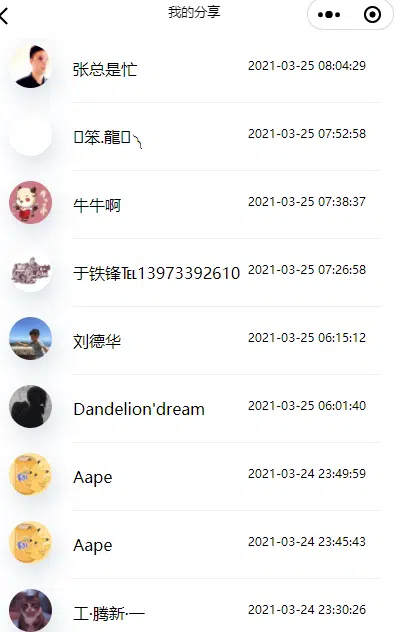 我的分享
张总是忙
2021-03-25 08:04:29
笨.龍╮
2021-03-25 07:52:58
牛牛啊
2021-03-25 07:38:37
于铁锋℡13973392610
2021-03-25 07:26:58
刘德华
2021-03-25 06:15:12
Dandelion'dream
2021-03-25 06:01:40
Aape
2021-03-24 23:49:59
Aape
2021-03-24 23:45:43
工·腾新·一
2021-03-24 23:30:26